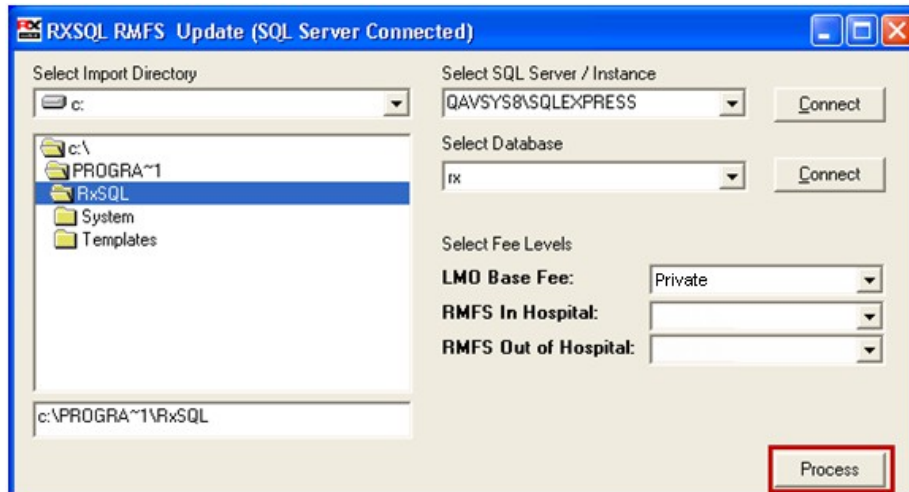 RXSQL RMFS Update (SQL Server Connected)
Select Import Directory
c:
c:\
PROGRA~1
RxSQL
System
Templates
c:\PROGRA~1\RxSQL
Select SQL Server / Instance
QAVSYS8\SQLEXPRESS
Connect
Select Database
rx
Connect
Select Fee Levels
LMO Base Fee: Private
RMFS In Hospital:
RMFS Out of Hospital:
Process